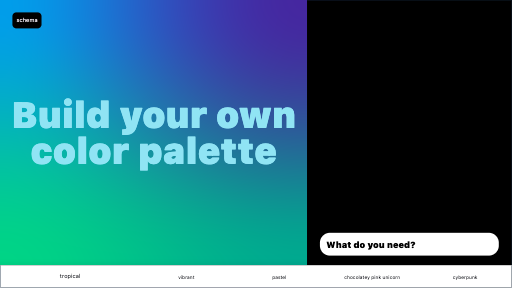 schema
Build your own
color palette
What do you need?
tropical
vibrant
pastel
chocolatey pink unicorn
cyberpunk